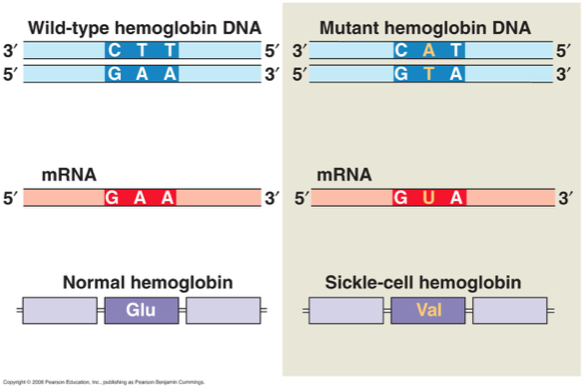 Wild-type hemoglobin DNA
3′ C T T 5′
5′ G A A 3′
mRNA
5′ G A A 3′
Normal hemoglobin
Glu
Mutant hemoglobin DNA
3′ C A T 5′
5′ G T A 3′
mRNA
5′ G U A 3′
Sickle-cell hemoglobin
Val
Copyright © 2008 Pearson Education, Inc., publishing as Pearson Benjamin Cummings.